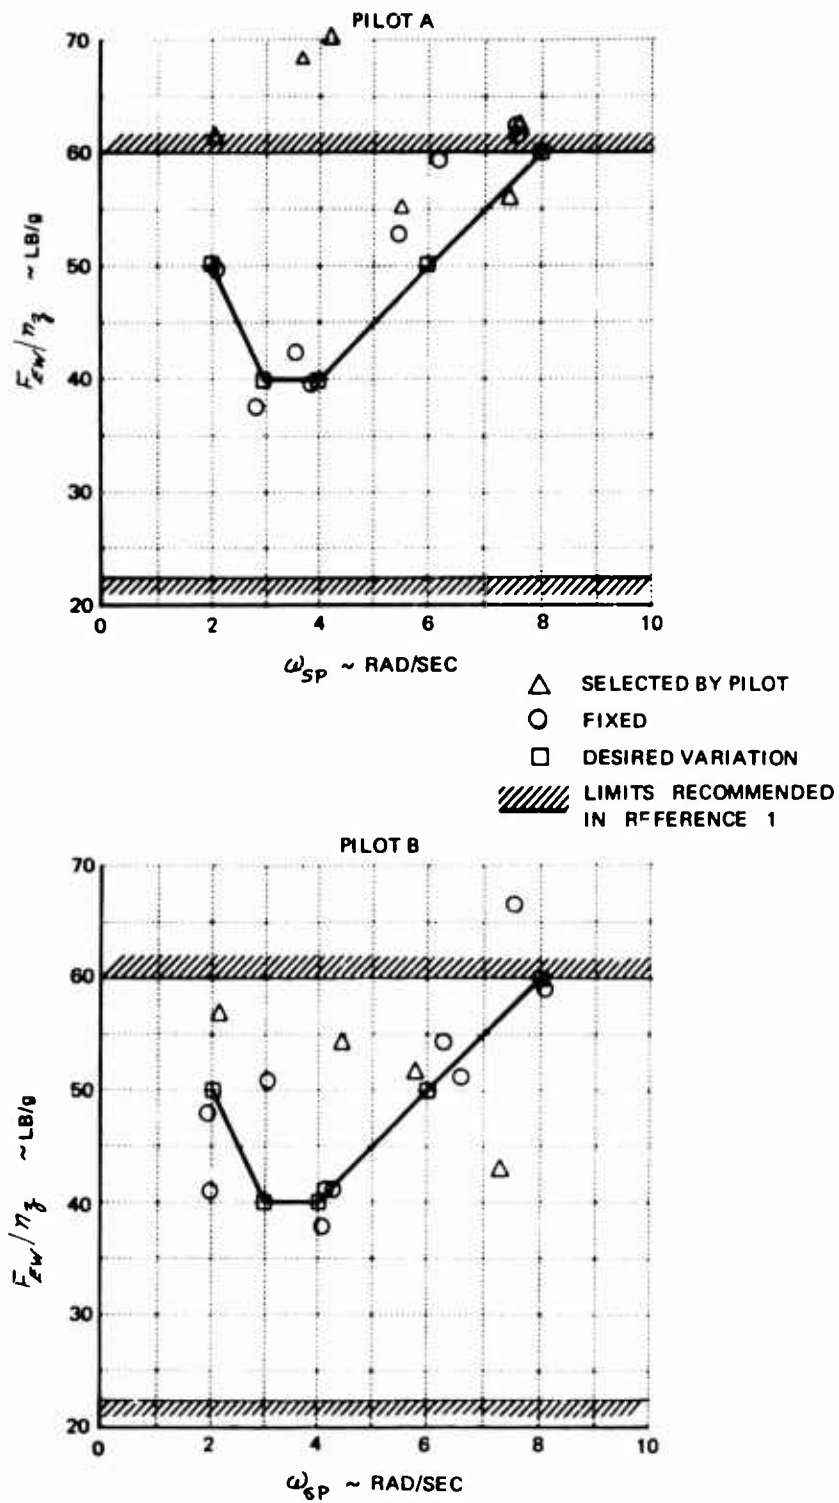 PILOT A
70
60
50
40
30
20
0 2 4 6 8 10
F_EW/n_z ~ LB/g
ω_SP ~ RAD/SEC
△ SELECTED BY PILOT
○ FIXED
□ DESIRED VARIATION
LIMITS RECOMMENDED
IN REFERENCE 1
PILOT B
70
60
50
40
30
20
0 2 4 6 8 10
F_EW/n_z ~ LB/g
ω_SP ~ RAD/SEC